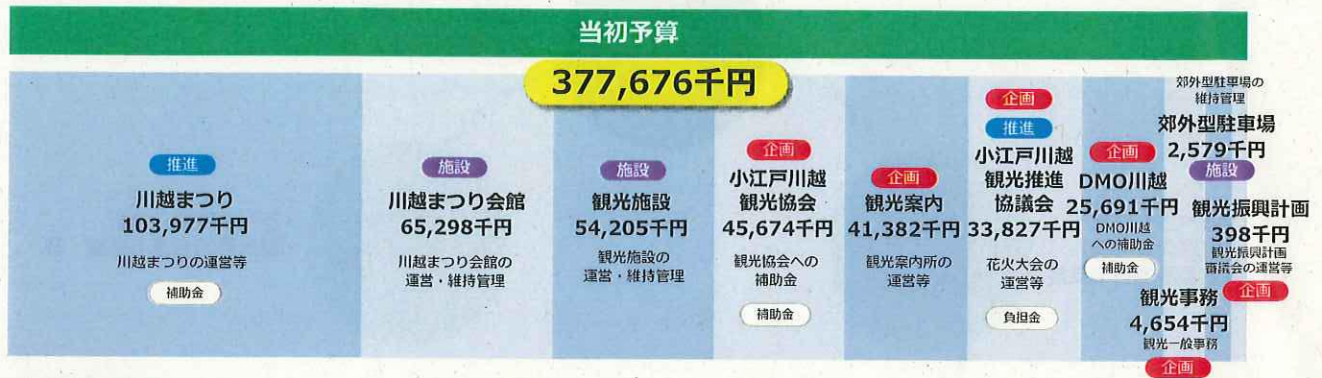 当初予算
377,676千円
推進
川越まつり
103,977千円
川越まつりの運営等
補助金
施設
川越まつり会館
65,298千円
川越まつり会館の
運営・維持管理
施設
観光施設
54,205千円
観光施設の
運営・維持管理
企画
小江戸川越
観光協会
45,674千円
観光協会への
補助金
補助金
企画
観光案内
41,382千円
観光案内所の
運営等
企画
推進
小江戸川越
観光推進
協議会
33,827千円
花火大会の
運営等
負担金
企画
DMO川越
25,691千円
DMO川越
への補助金
補助金
郊外型駐車場の
維持管理
郊外型駐車場
2,579千円
施設
観光振興計画
398千円
観光振興計画
審議会の運営等
企画
観光事務
4,654千円
観光一般事務
企画